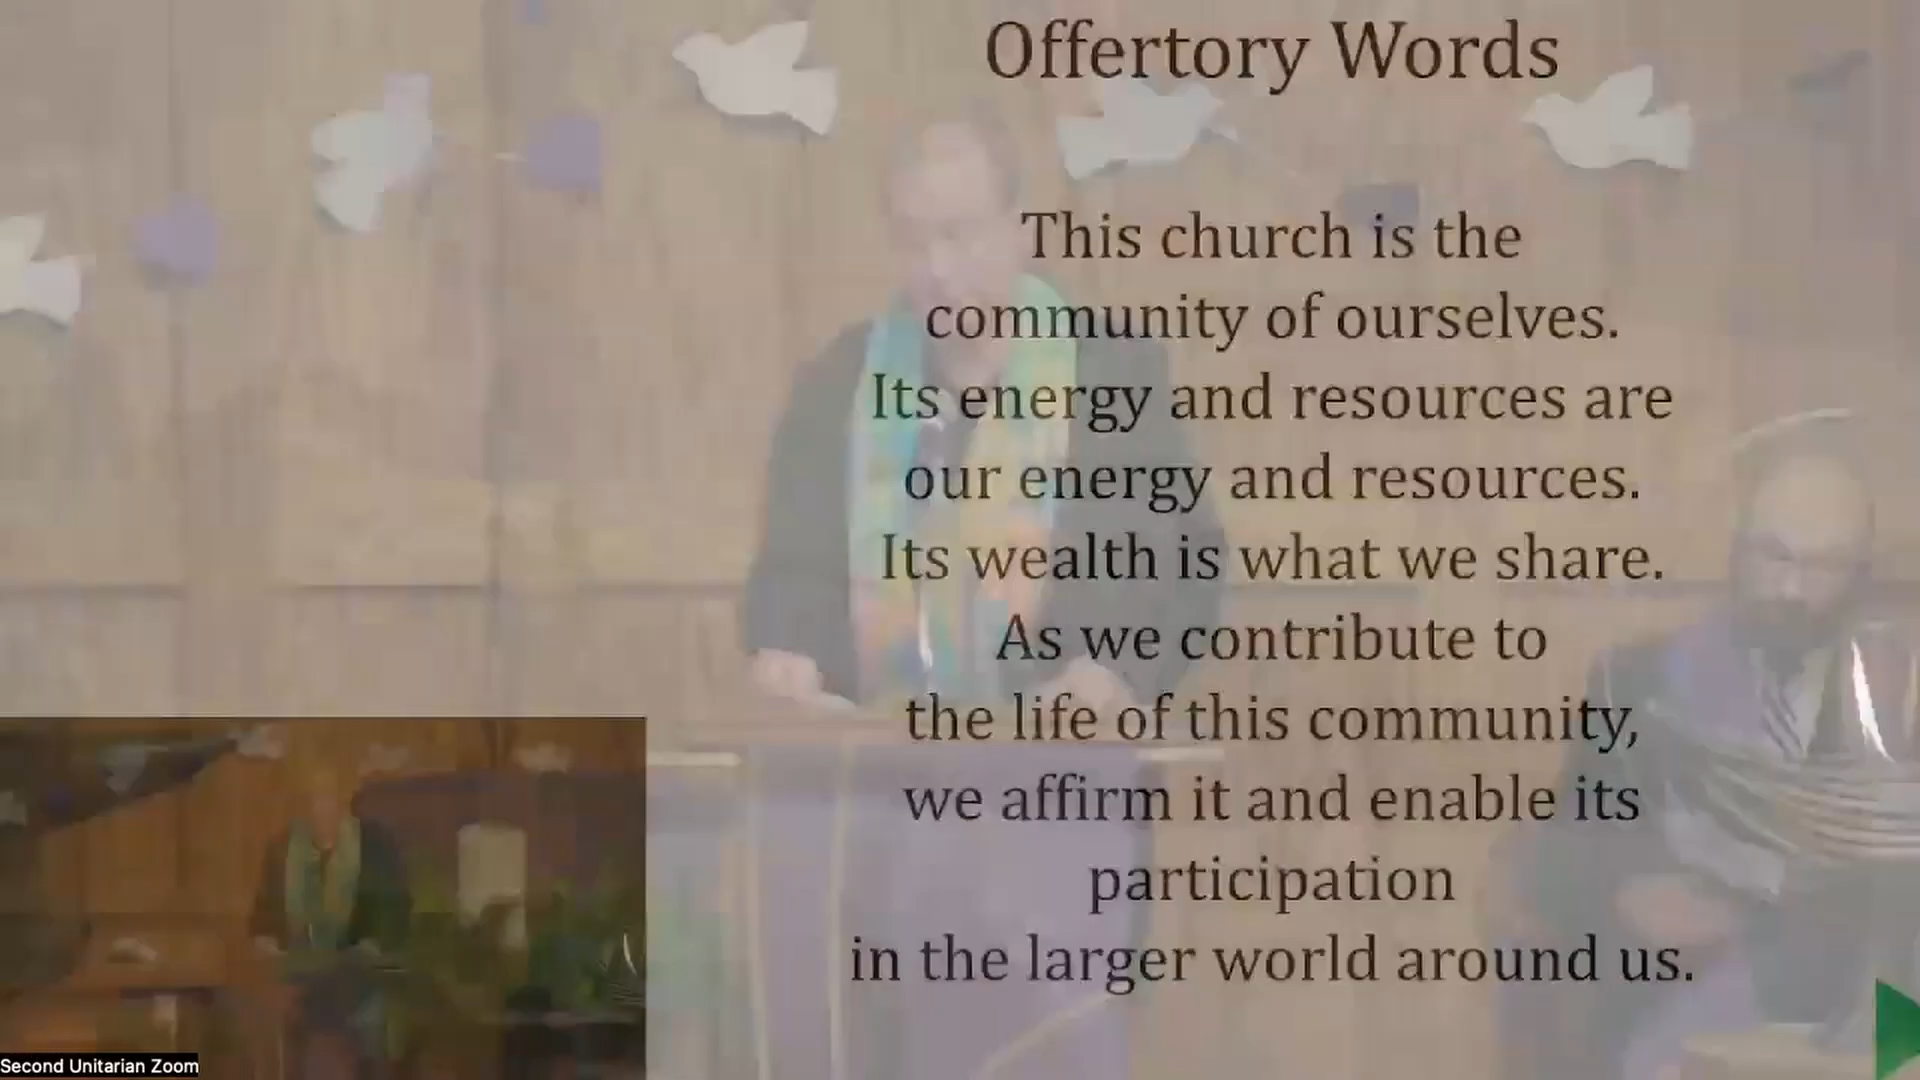 Offertory Words
This church is the
community of ourselves.
Its energy and resources are
our energy and resources.
Its wealth is what we share.
As we contribute to
the life of this community,
we affirm it and enable its
participation
in the larger world around us.
Second Unitarian Zoom